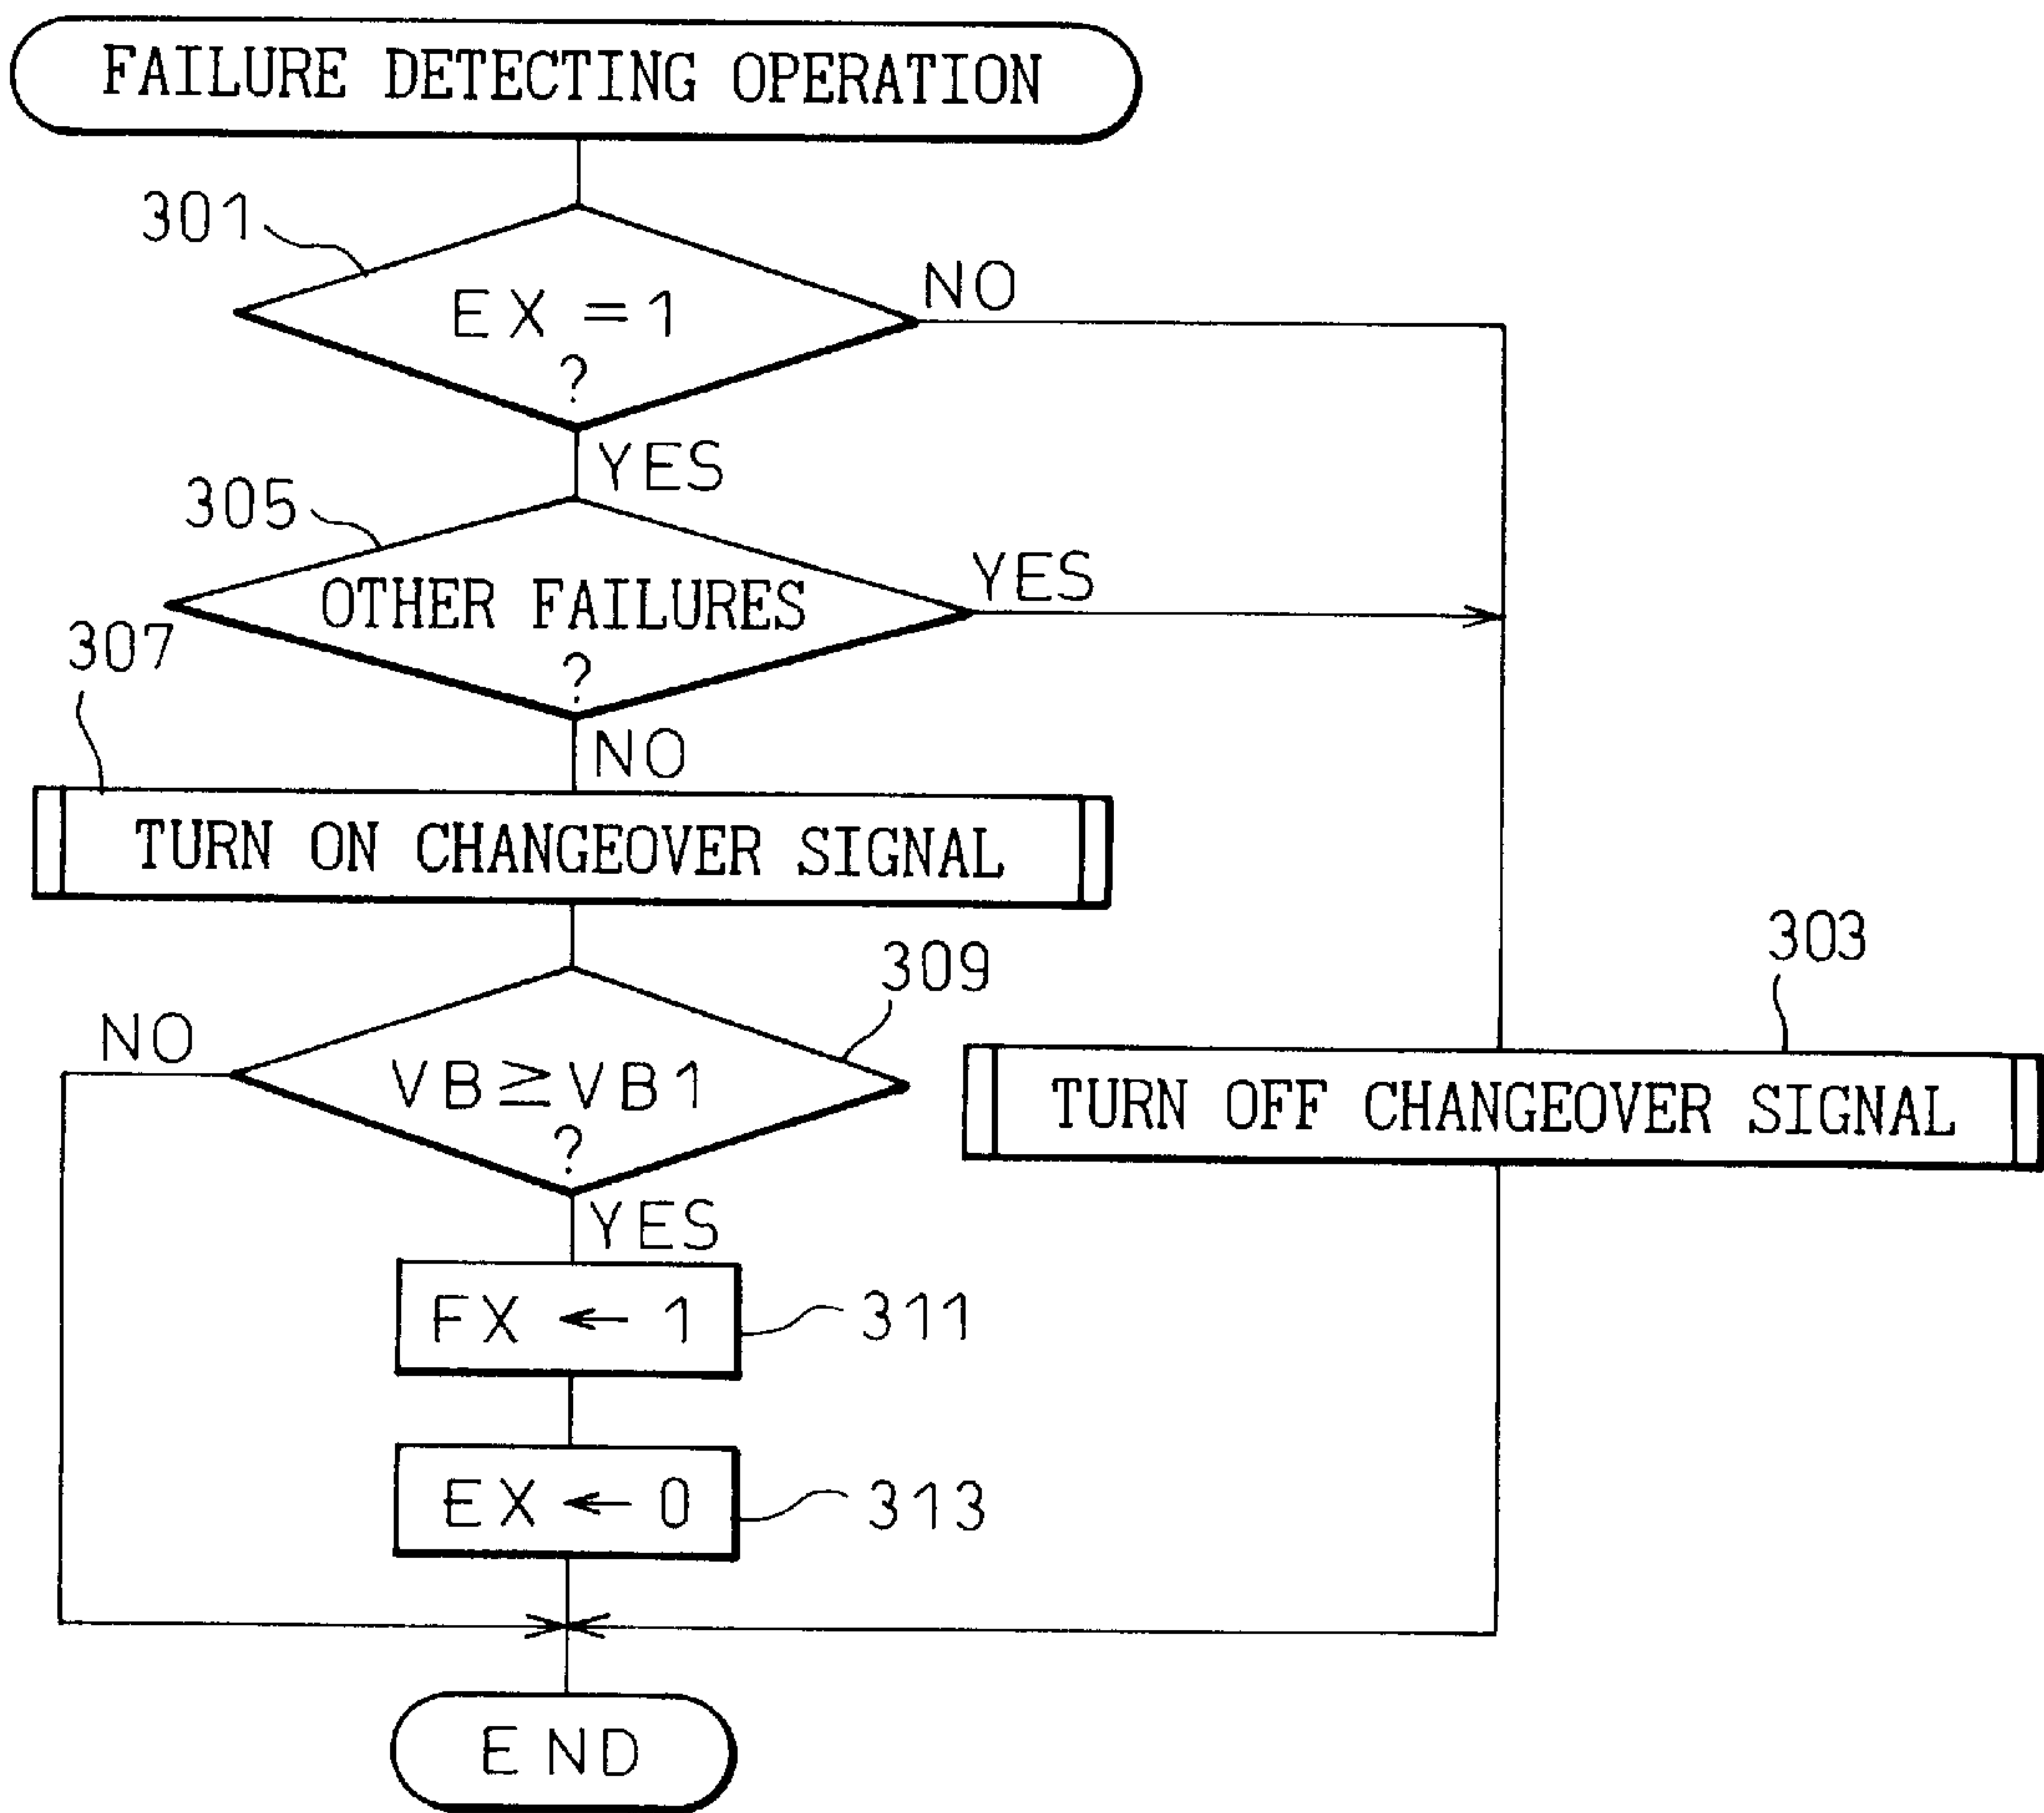 FAILURE DETECTING OPERATION
301
EX = 1
?
NO
YES
305
OTHER FAILURES
?
YES
307
NO
TURN ON CHANGEOVER SIGNAL
309
303
NO
VB ≥ VB1
?
TURN OFF CHANGEOVER SIGNAL
YES
FX ← 1
311
EX ← 0
313
END